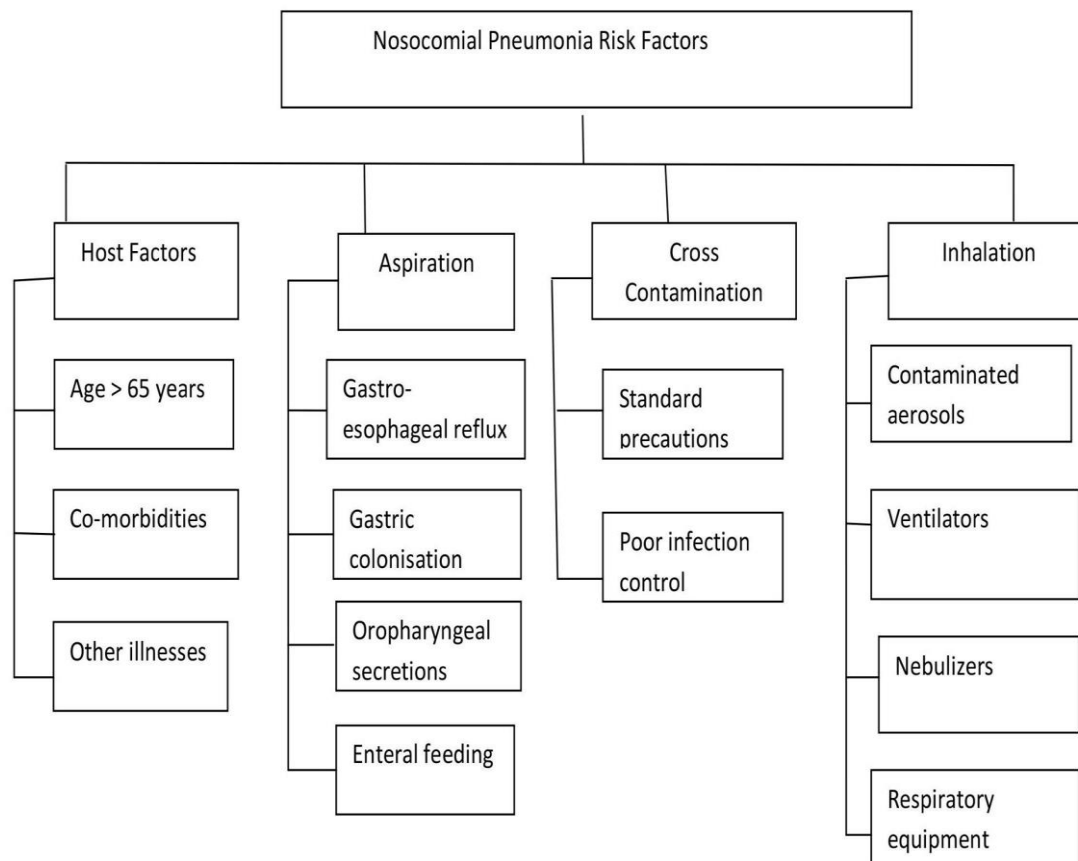 Nosocomial Pneumonia Risk Factors
Host Factors
Age > 65 years
Co-morbidities
Other illnesses
Aspiration
Gastro-
esophageal reflux
Gastric
colonisation
Oropharyngeal
secretions
Enteral feeding
Cross
Contamination
Standard
precautions
Poor infection
control
Inhalation
Contaminated
aerosols
Ventilators
Nebulizers
Respiratory
equipment